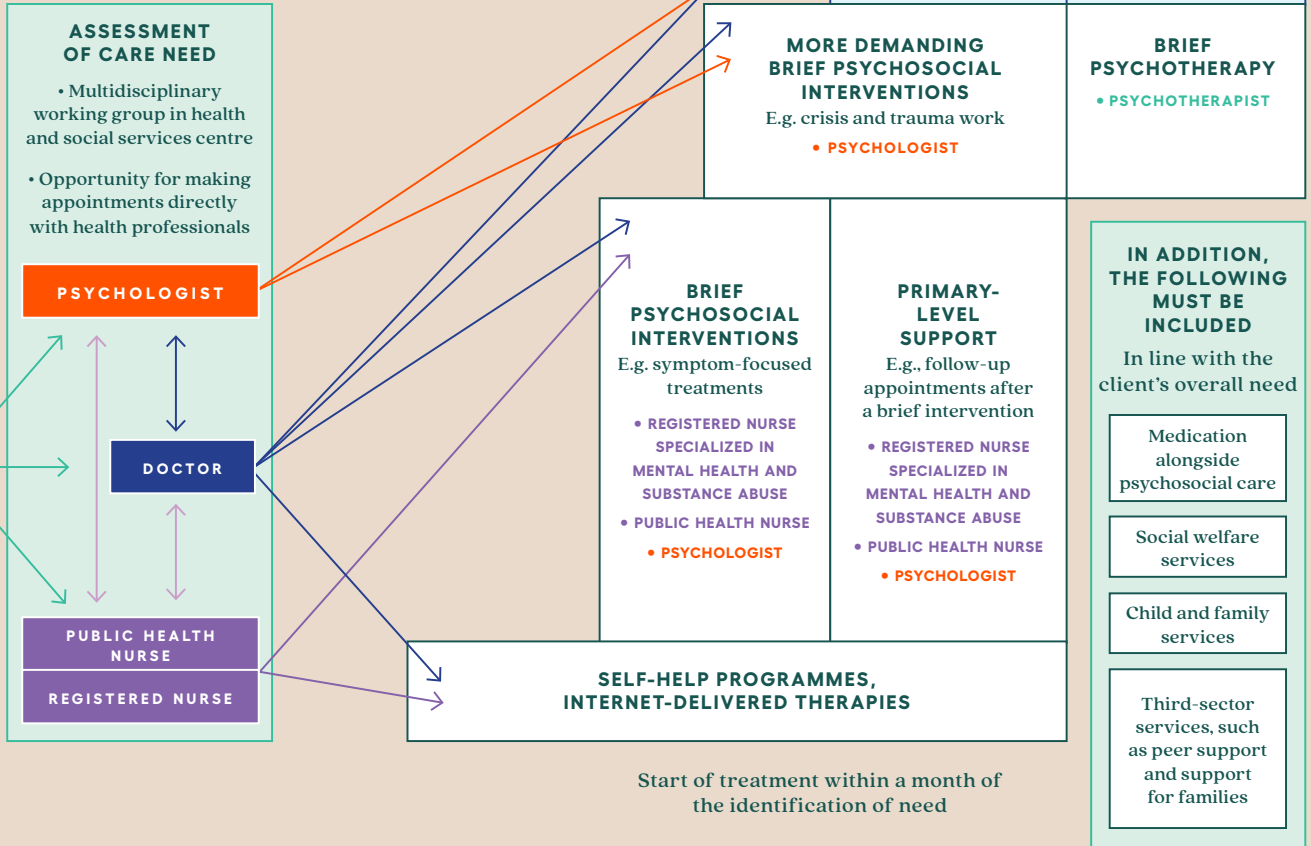 ASSESSMENT
OF CARE NEED
• Multidisciplinary
working group in health
and social services centre
• Opportunity for making
appointments directly
with health professionals
PSYCHOLOGIST
DOCTOR
PUBLIC HEALTH
NURSE
REGISTERED NURSE
MORE DEMANDING
BRIEF PSYCHOSOCIAL
INTERVENTIONS
E.g. crisis and trauma work
• PSYCHOLOGIST
BRIEF
PSYCHOTHERAPY
• PSYCHOTHERAPIST
BRIEF
PSYCHOSOCIAL
INTERVENTIONS
E.g. symptom-focused
treatments
• REGISTERED NURSE
SPECIALIZED IN
MENTAL HEALTH AND
SUBSTANCE ABUSE
• PUBLIC HEALTH NURSE
• PSYCHOLOGIST
PRIMARY-
LEVEL
SUPPORT
E.g., follow-up
appointments after
a brief intervention
• REGISTERED NURSE
SPECIALIZED IN
MENTAL HEALTH AND
SUBSTANCE ABUSE
• PUBLIC HEALTH NURSE
• PSYCHOLOGIST
SELF-HELP PROGRAMMES,
INTERNET-DELIVERED THERAPIES
Start of treatment within a month of
the identification of need
IN ADDITION,
THE FOLLOWING
MUST BE
INCLUDED
In line with the
client's overall need
Medication
alongside
psychosocial care
Social welfare
services
Child and family
services
Third-sector
services, such
as peer support
and support
for families